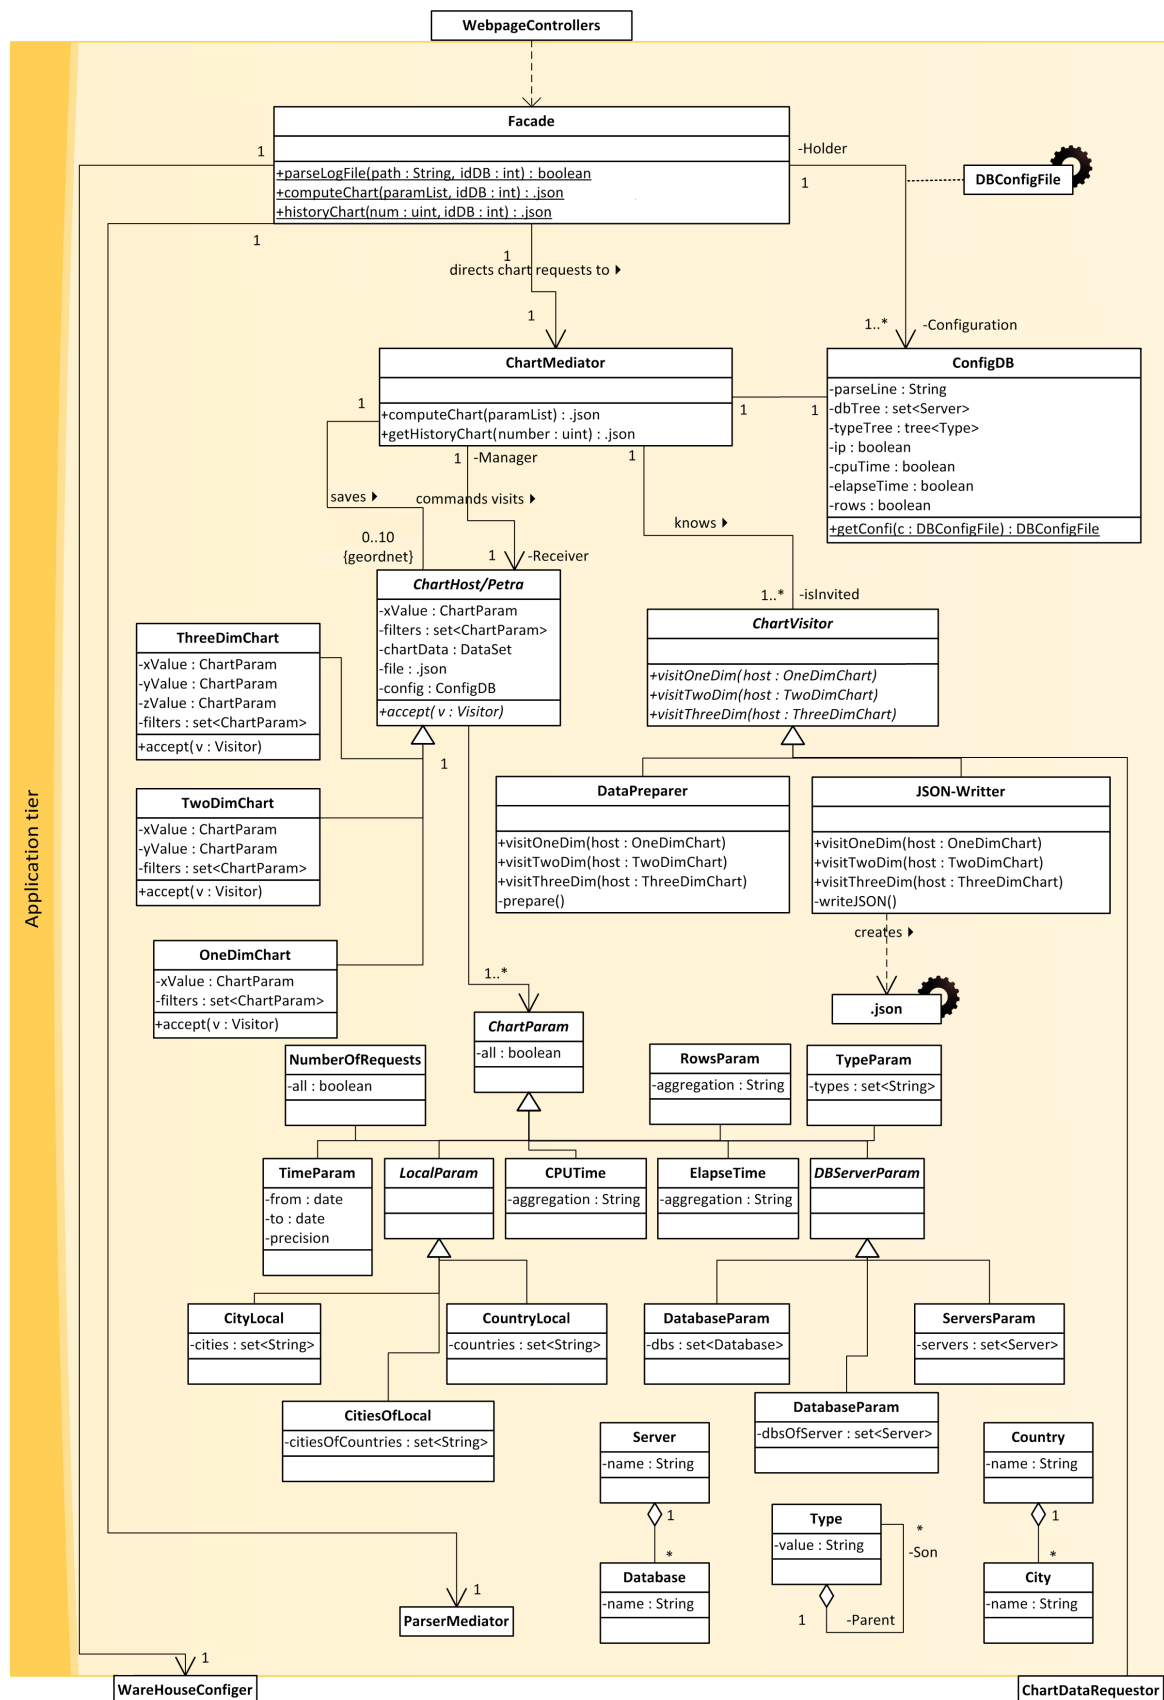 WebpageControllers
Facade
+parseLogFile(path : String, idDB : int) : boolean
+computeChart(paramList, idDB : int) : .json
+historyChart(num : uint, idDB : int) : .json
1
1
-Holder
1
DBConfigFile
1
directs chart requests to
1
1..*
-Configuration
ChartMediator
+computeChart(paramList) : .json
+getHistoryChart(number : uint) : .json
1
1
ConfigDB
-parseLine : String
-dbTree : set<Server>
-typeTree : tree<Type>
-ip : boolean
-cpuTime : boolean
-elapseTime : boolean
-rows : boolean
+getConfi(c : DBConfigFile) : DBConfigFile
1
1
-Manager
1
saves
commands visits
knows
0..10
{geordnet}
1
-Receiver
1..*
-isInvited
ChartHost/Petra
-xValue : ChartParam
-filters : set<ChartParam>
-chartData : DataSet
-file : .json
-config : ConfigDB
+accept( v : Visitor)
ChartVisitor
+visitOneDim(host : OneDimChart)
+visitTwoDim(host : TwoDimChart)
+visitThreeDim(host : ThreeDimChart)
ThreeDimChart
-xValue : ChartParam
-yValue : ChartParam
-zValue : ChartParam
-filters : set<ChartParam>
+accept( v : Visitor)
1
TwoDimChart
-xValue : ChartParam
-yValue : ChartParam
-filters : set<ChartParam>
+accept( v : Visitor)
DataPreparer
+visitOneDim(host : OneDimChart)
+visitTwoDim(host : TwoDimChart)
+visitThreeDim(host : ThreeDimChart)
-prepare()
JSON-Writter
+visitOneDim(host : OneDimChart)
+visitTwoDim(host : TwoDimChart)
+visitThreeDim(host : ThreeDimChart)
-writeJSON()
Application tier
creates
OneDimChart
-xValue : ChartParam
-filters : set<ChartParam>
+accept( v : Visitor)
1..*
.json
ChartParam
-all : boolean
NumberOfRequests
-all : boolean
RowsParam
-aggregation : String
TypeParam
-types : set<String>
TimeParam
-from : date
-to : date
-precision
LocalParam
CPUTime
-aggregation : String
ElapseTime
-aggregation : String
DBServerParam
CityLocal
-cities : set<String>
CountryLocal
-countries : set<String>
DatabaseParam
-dbs : set<Database>
ServersParam
-servers : set<Server>
CitiesOfLocal
-citiesOfCountries : set<String>
DatabaseParam
-dbsOfServer : set<Server>
Server
-name : String
1
*
Database
-name : String
Type
-value : String
*
-Son
1
-Parent
Country
-name : String
1
*
City
-name : String
1
ParserMediator
1
WareHouseConfiger
ChartDataRequestor